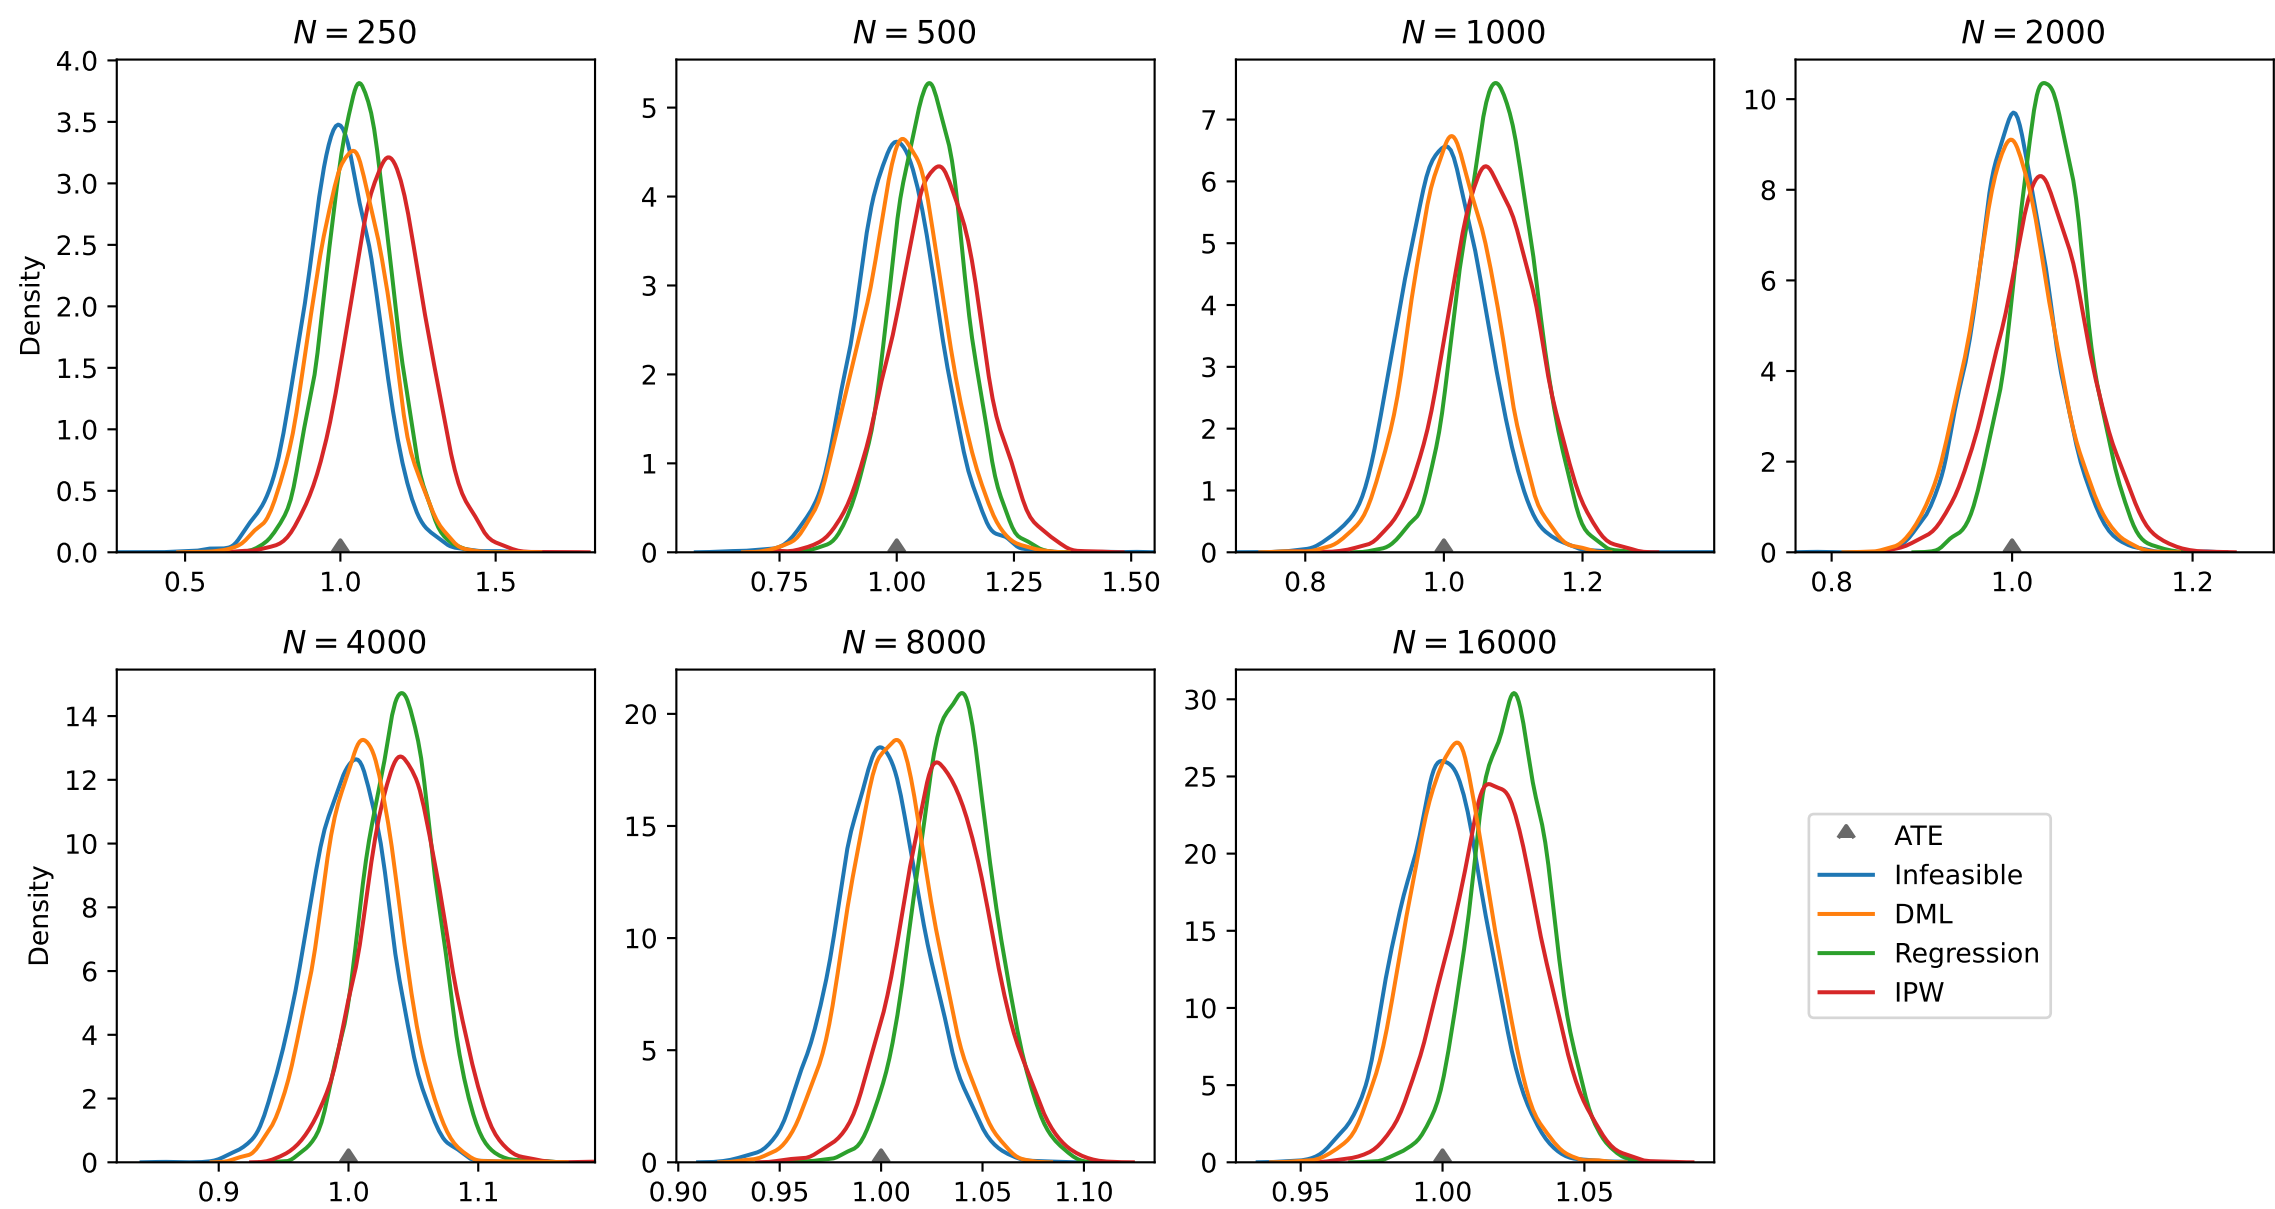 N = 250
N = 500
N = 1000
N = 2000
Density
4.0
3.5
3.0
2.5
2.0
1.5
1.0
0.5
0.0
0.5 1.0 1.5
5
4
3
2
1
0
0.75 1.00 1.25 1.50
7
6
5
4
3
2
1
0
0.8 1.0 1.2
10
8
6
4
2
0
0.8 1.0 1.2
N = 4000
N = 8000
N = 16000
Density
14
12
10
8
6
4
2
0
0.9 1.0 1.1
20
15
10
5
0
0.90 0.95 1.00 1.05 1.10
30
25
20
15
10
5
0
0.95 1.00 1.05
ATE
Infeasible
DML
Regression
IPW